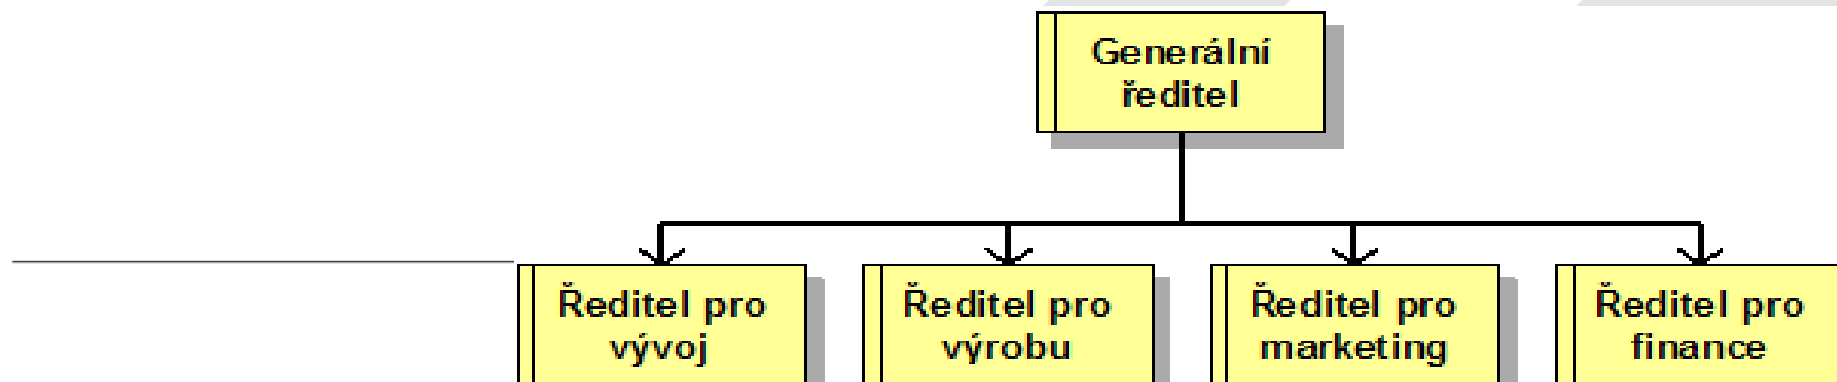 Generální
ředitel
Ředitel pro
vývoj
Ředitel pro
výrobu
Ředitel pro
marketing
Ředitel pro
finance